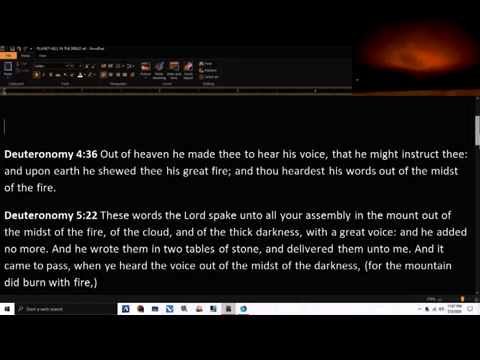 PLANET HELL IN THE BIBLE!.rtf - WordPad
File Home View
Paste
Picture Paint drawing Date and time Insert object
Find
Replace
Select all
Clipboard Font Paragraph Insert Editing
Deuteronomy 4:36 Out of heaven he made thee to hear his voice, that he might instruct thee:
and upon earth he shewed thee his great fire; and thou heardest his words out of the midst
of the fire.
Deuteronomy 5:22 These words the Lord spake unto all your assembly in the mount out of
the midst of the fire, of the cloud, and of the thick darkness, with a great voice: and he added
no more. And he wrote them in two tables of stone, and delivered them unto me. And it
came to pass, when ye heard the voice out of the midst of the darkness, (for the mountain
did burn with fire,)
Start a web search